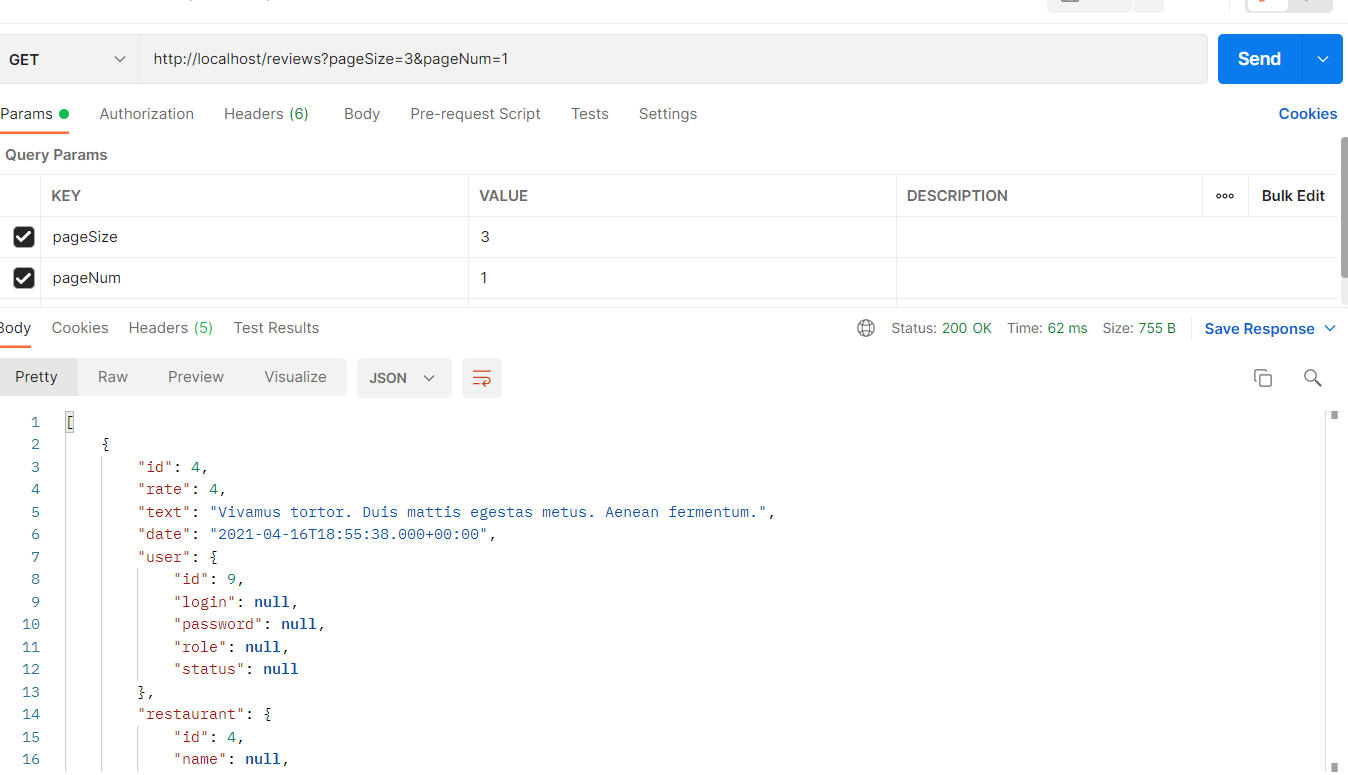 GET http://localhost/reviews?pageSize=3&pageNum=1 Send
Params Authorization Headers (6) Body Pre-request Script Tests Settings Cookies
Query Params
KEY VALUE DESCRIPTION ooo Bulk Edit
pageSize 3
pageNum 1
Body Cookies Headers (5) Test Results Status: 200 OK Time: 62 ms Size: 755 B Save Response
Pretty Raw Preview Visualize JSON
1 [
2 {
3 "id": 4,
4 "rate": 4,
5 "text": "Vivamus tortor. Duis mattis egestas metus. Aenean fermentum.",
6 "date": "2021-04-16T18:55:38.000+00:00",
7 "user": {
8 "id": 9,
9 "login": null,
10 "password": null,
11 "role": null,
12 "status": null
13 },
14 "restaurant": {
15 "id": 4,
16 "name": null,